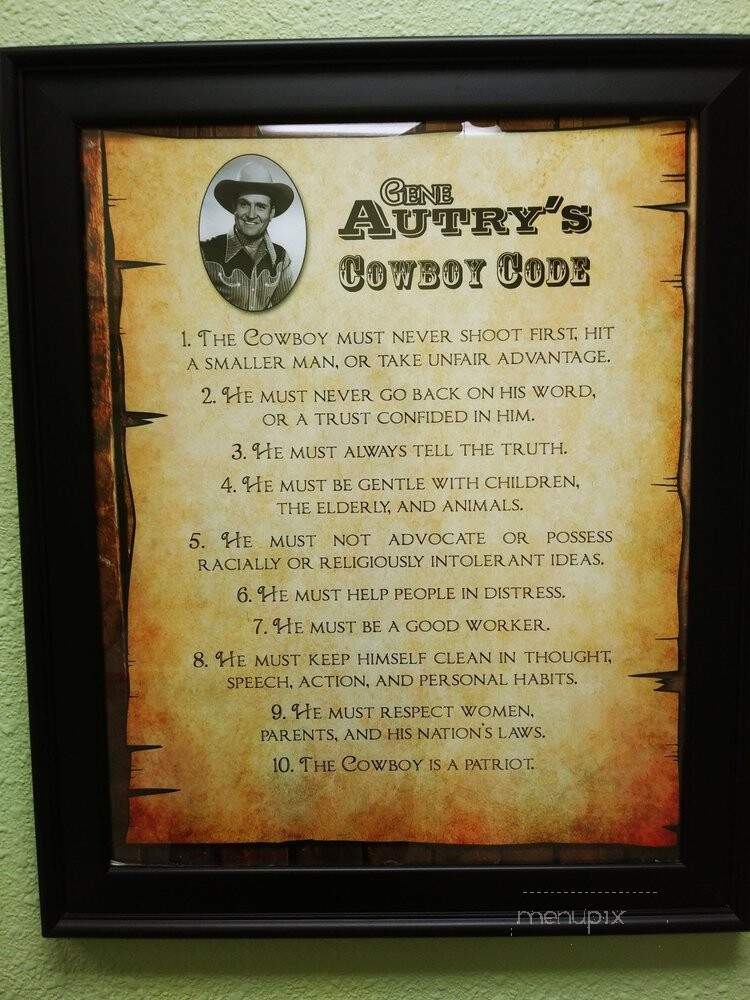 GENE
AUTRY'S
COWBOY CODE
1. THE COWBOY MUST NEVER SHOOT FIRST, HIT
A SMALLER MAN, OR TAKE UNFAIR ADVANTAGE.
2. HE MUST NEVER GO BACK ON HIS WORD,
OR A TRUST CONFIDED IN HIM.
3. HE MUST ALWAYS TELL THE TRUTH.
4. HE MUST BE GENTLE WITH CHILDREN,
THE ELDERLY, AND ANIMALS.
5. HE MUST NOT ADVOCATE OR POSSESS
RACIALLY OR RELIGIOUSLY INTOLERANT IDEAS.
6. HE MUST HELP PEOPLE IN DISTRESS.
7. HE MUST BE A GOOD WORKER.
8. HE MUST KEEP HIMSELF CLEAN IN THOUGHT,
SPEECH, ACTION, AND PERSONAL HABITS.
9. HE MUST RESPECT WOMEN,
PARENTS, AND HIS NATION'S LAWS.
10. THE COWBOY IS A PATRIOT.
menupix